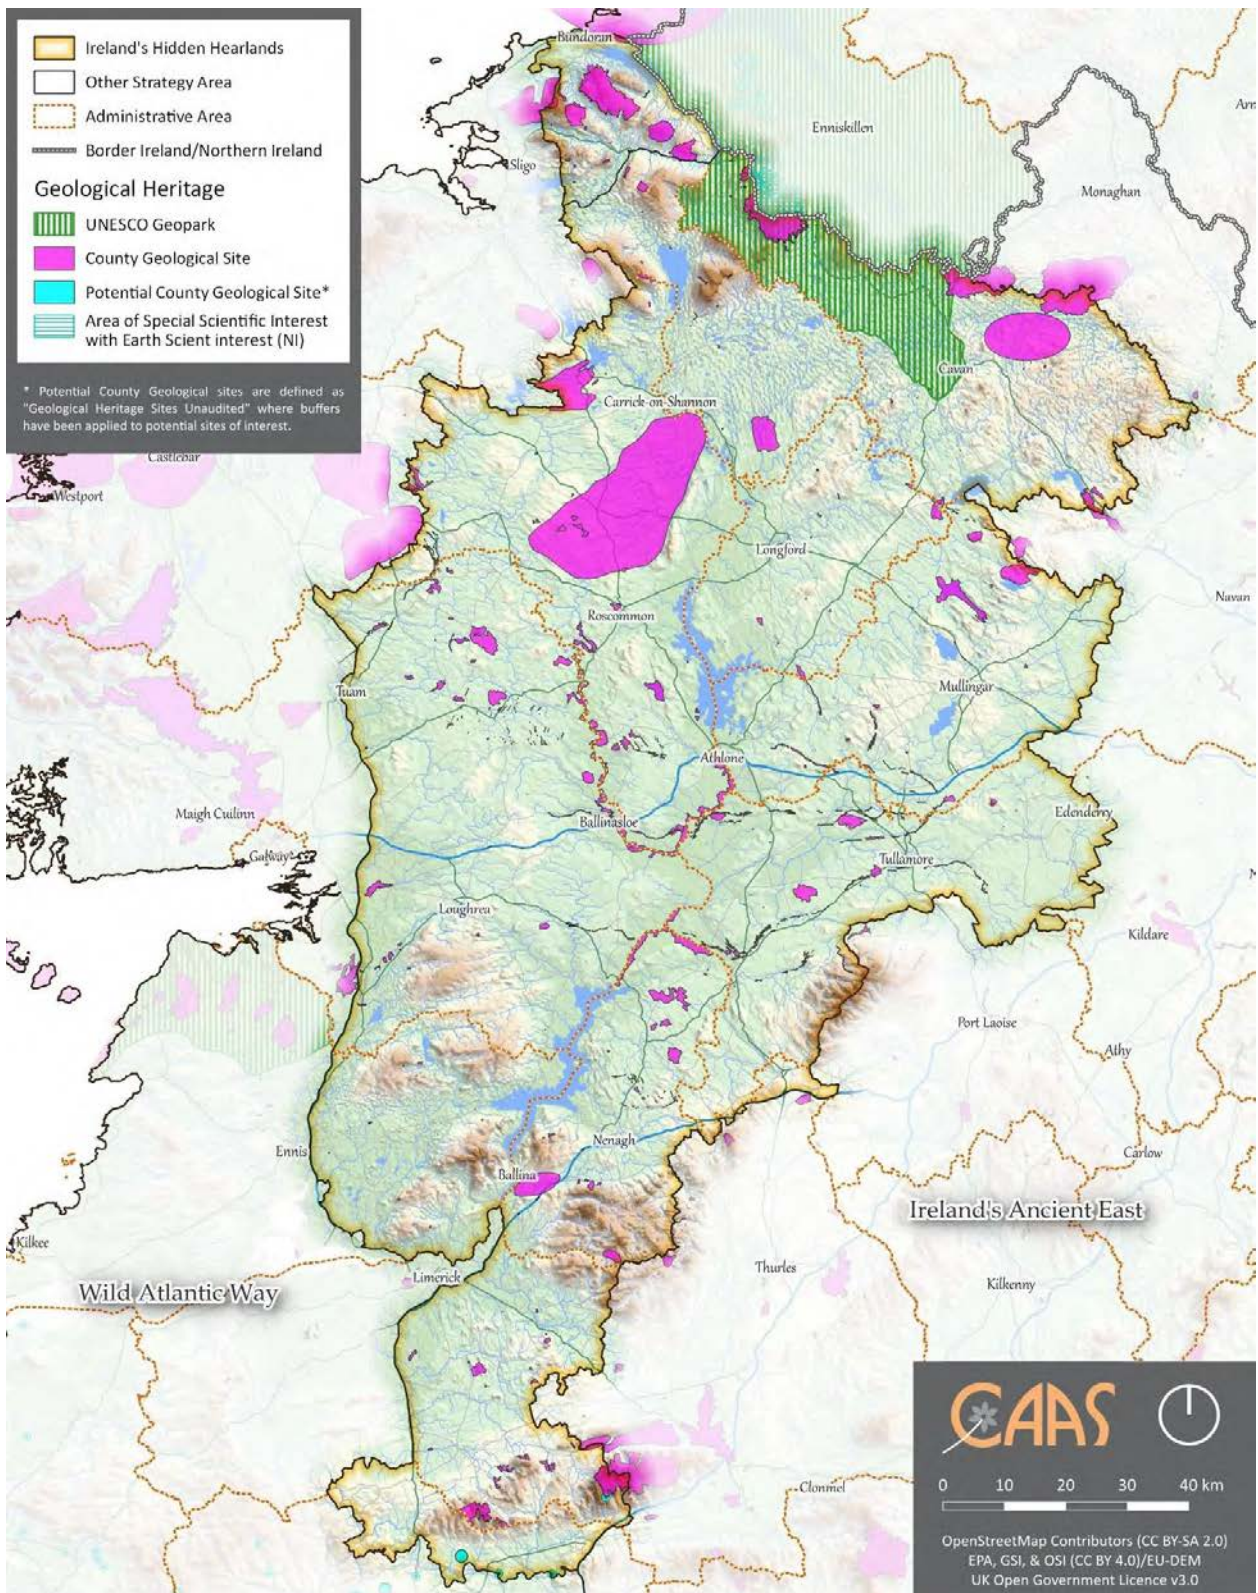 Ireland's Hidden Hearlands
Other Strategy Area
Administrative Area
Border Ireland/Northern Ireland
Geological Heritage
UNESCO Geopark
County Geological Site
Potential County Geological Site*
Area of Special Scientific Interest
with Earth Scient interest (NI)
* Potential County Geological sites are defined as
"Geological Heritage Sites Unaudited" where buffers
have been applied to potential sites of interest.
Bundoran
Enniskillen
Sligo
Monaghan
Cavan
Carrick-on-Shannon
Castlebar
Westport
Longford
Navan
Roscommon
Tuam
Mullingar
Athlone
Maigh Cuilinn
Edenderry
Ballinasloe
Galway
Tullamore
Loughrea
Kildare
Port Laoise
Athy
Nenagh
Ennis
Carlow
Ballina
Ireland's Ancient East
Kilkee
Thurles
Limerick
Kilkenny
Wild Atlantic Way
CAAS
Clonmel
0 10 20 30 40 km
OpenStreetMap Contributors (CC BY-SA 2.0)
EPA, GSI, & OSI (CC BY 4.0)/EU-DEM
UK Open Government Licence v3.0